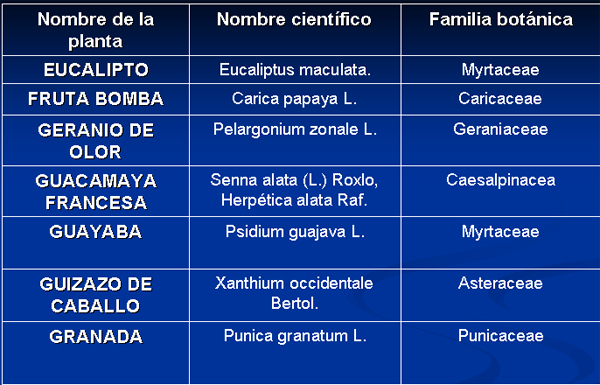 Nombre de la planta Nombre científico Familia botánica
EUCALIPTO Eucaliptus maculata. Myrtaceae
FRUTA BOMBA Carica papaya L. Caricaceae
GERANIO DE OLOR Pelargonium zonale L. Geraniaceae
GUACAMAYA FRANCESA Senna alata (L.) Roxlo, Herpética alata Raf. Caesalpinacea
GUAYABA Psidium guajava L. Myrtaceae
GUIZAZO DE CABALLO Xanthium occidentale Bertol. Asteraceae
GRANADA Punica granatum L. Punicaceae